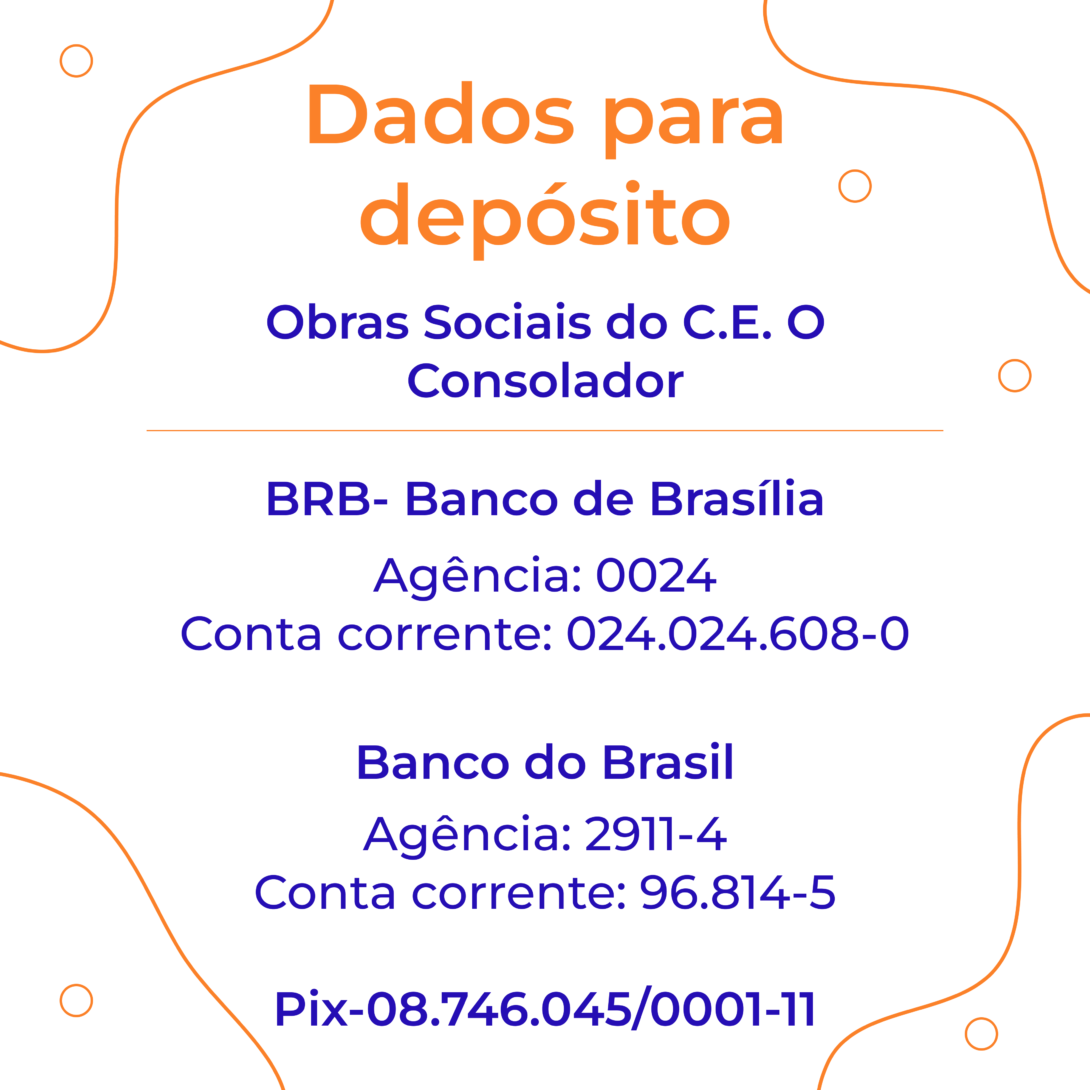 Dados para
depósito
Obras Sociais do C.E. O
Consolador
BRB- Banco de Brasília
Agência: 0024
Conta corrente: 024.024.608-0
Banco do Brasil
Agência: 2911-4
Conta corrente: 96.814-5
Pix-08.746.045/0001-11